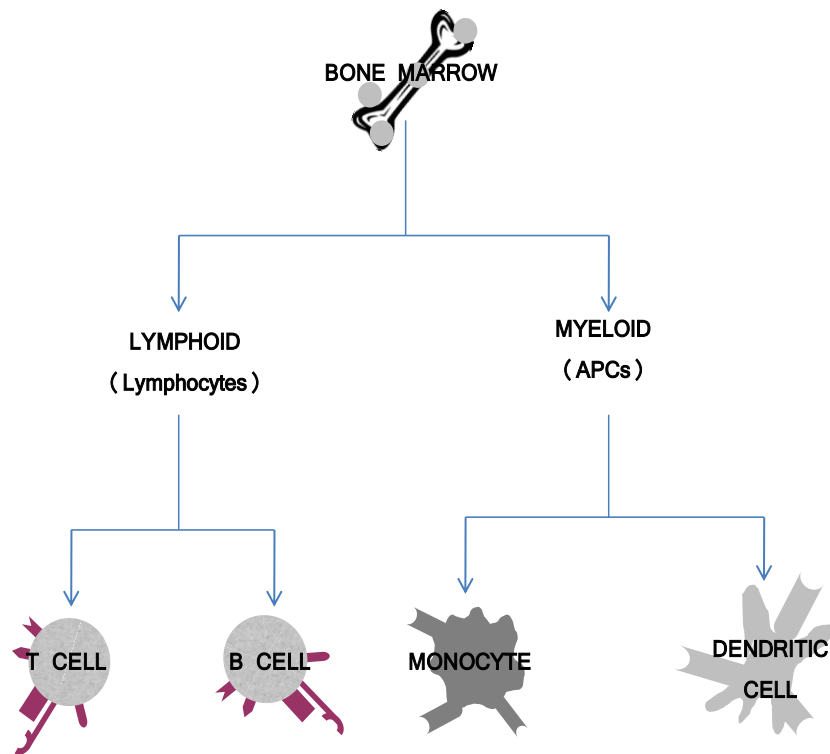 BONE MARROW
LYMPHOID
(Lymphocytes)
MYELOID
(APCs)
T CELL
B CELL
MONOCYTE
DENDRITIC
CELL